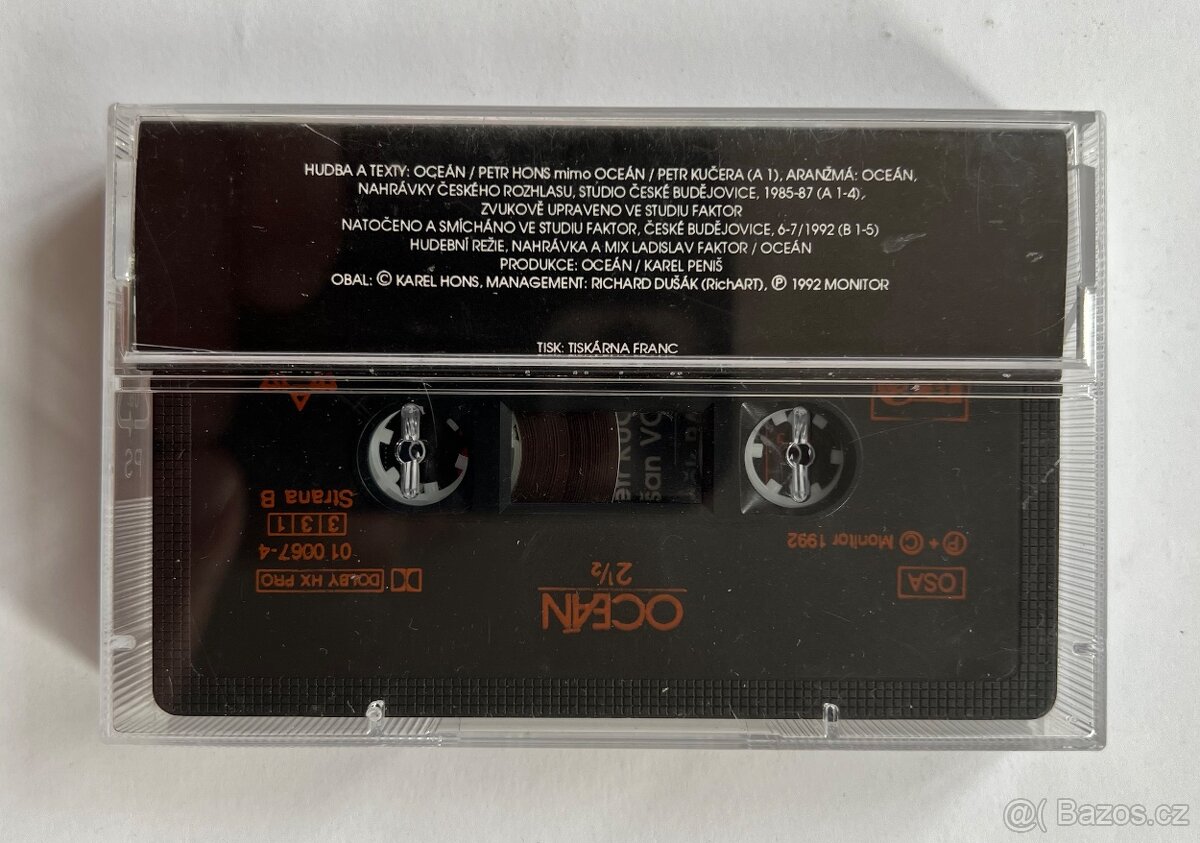 HUDBA A TEXTY: OCEÁN / PETR HONS mimo OCEÁN / PETR KUČERA (A 1), ARANŽMÁ: OCEÁN,
NAHRÁVKY ČESKÉHO ROZHLASU, STUDIO ČESKÉ BUDĚJOVICE, 1985-87 (A 1-4),
ZVUKOVĚ UPRAVENO VE STUDIU FAKTOR
NATOČENO A SMÍCHÁNO VE STUDIU FAKTOR, ČESKÉ BUDĚJOVICE, 6-7/1992 (B 1-5)
HUDEBNÍ REŽIE, NAHRÁVKA A MIX LADISLAV FAKTOR / OCEÁN
PRODUKCE: OCEÁN / KAREL PENIŠ
OBAL: © KAREL HONS, MANAGEMENT: RICHARD DUŠÁK (RichART), ℗ 1992 MONITOR
TISK: TISKÁRNA FRANC
Strana B
3 3 1
01 0067-4
DOLBY HX PRO
OCEÁN
2½
℗ + © Monitor 1992
OSA
@( Bazos.cz